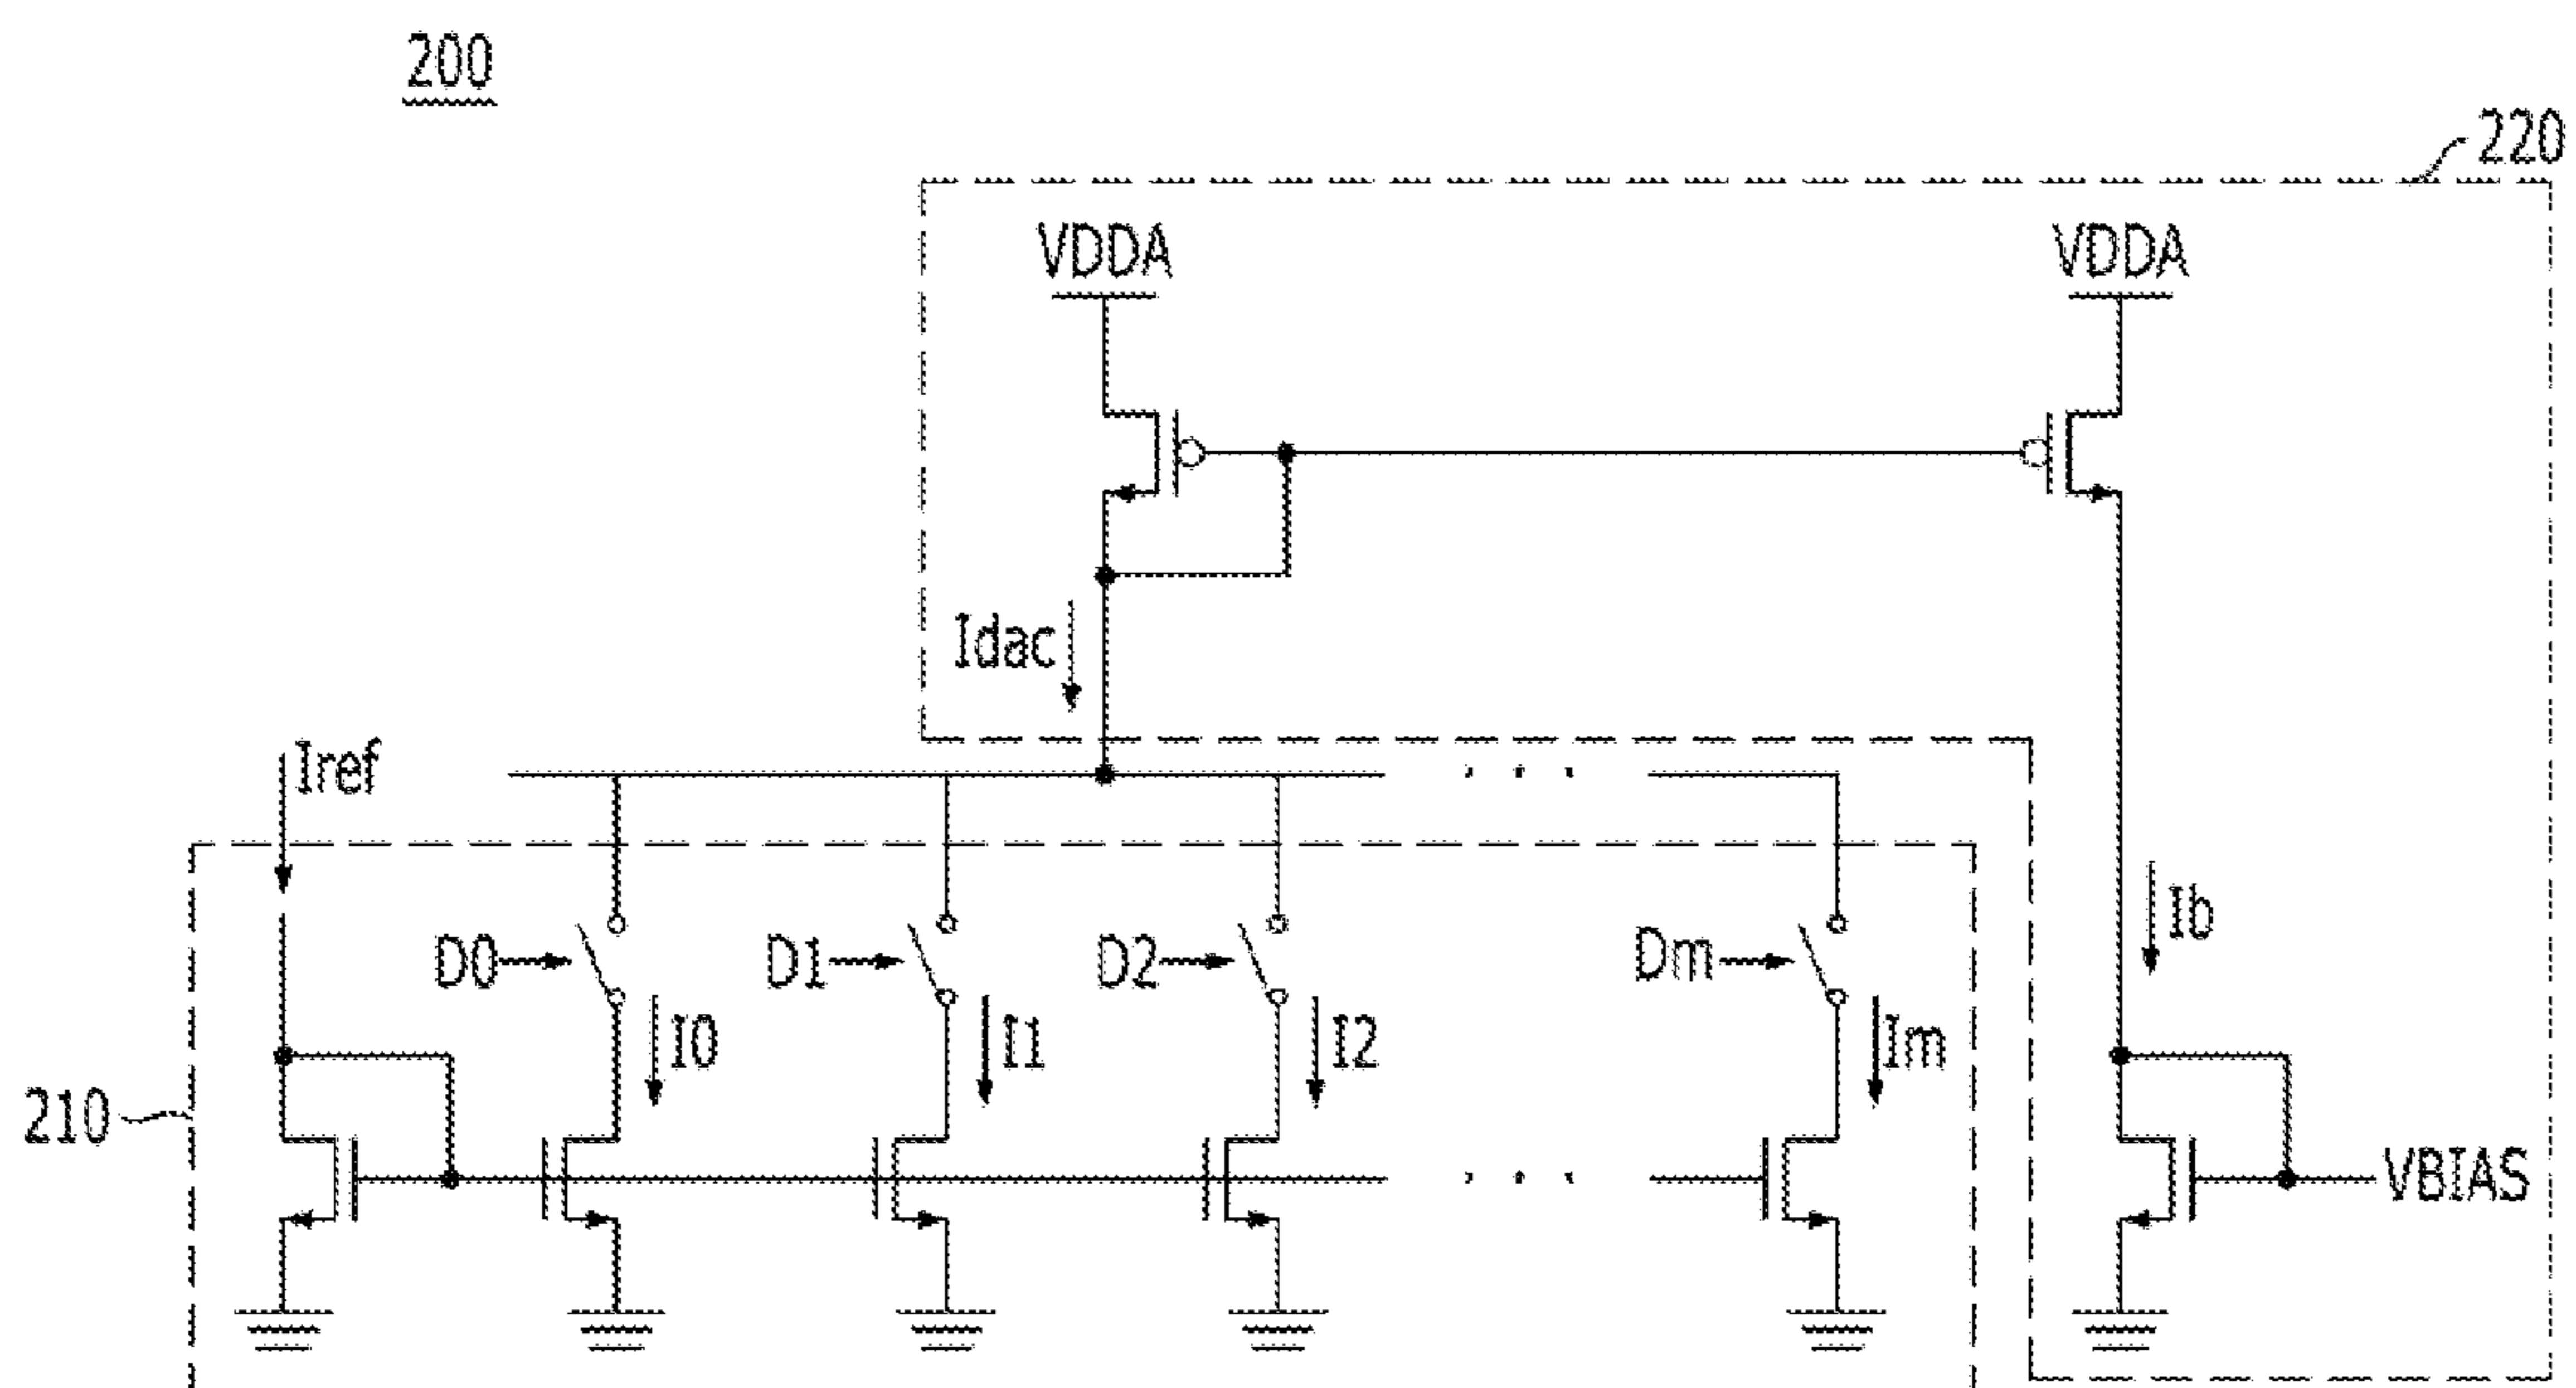 200
220
VDDA VDDA
Idac
Iref
Ib
D0 D1 D2 Dm
I0 I1 I2 Im
210
VBIAS